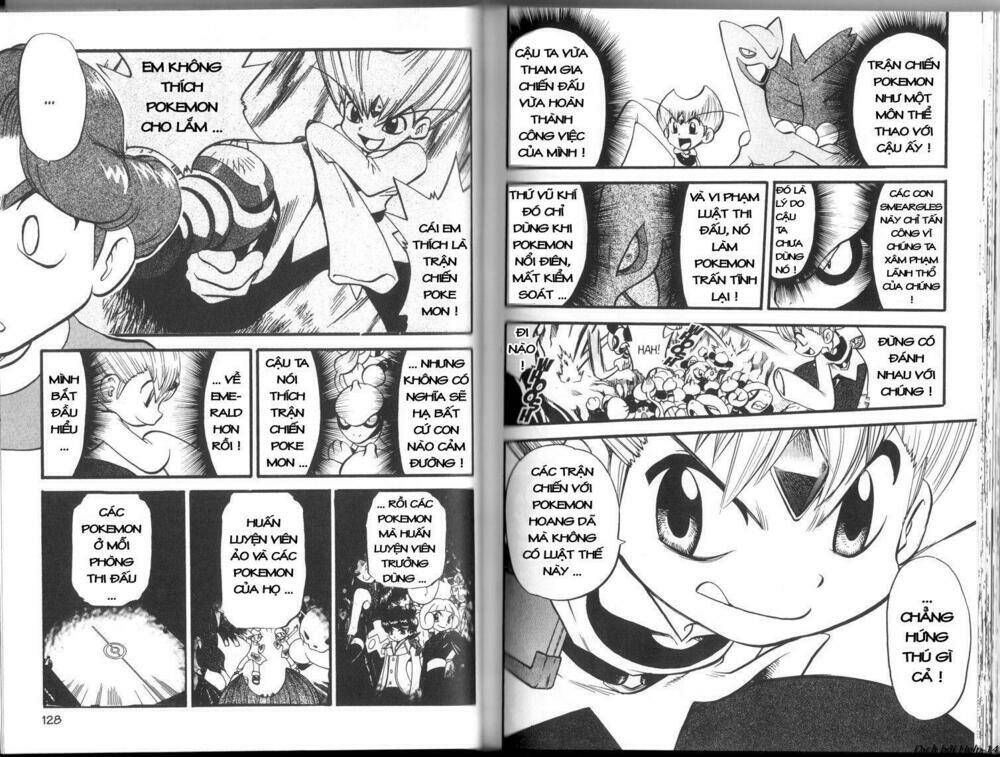 TRẬN CHIẾN
POKEMON
NHƯ MỘT
MÔN THỂ
THAO VỚI
CẬU ẤY !
CẬU TA VỪA
THAM GIA
CHIẾN ĐẤU
VỪA HOÀN
THÀNH
CÔNG VIỆC
CỦA MÌNH !
CÁC CON
SMEARGLES
NÀY CHỈ TẤN
CÔNG VÌ
CHÚNG TA
XÂM PHẠM
LÃNH THỔ
CỦA CHÚNG !
ĐÓ LÀ
LÝ DO
CẬU
TA
CHƯA
DÙNG
NÓ !
VÀ VI PHẠM
LUẬT THI
ĐẤU, NÓ
LÀM
POKEMON
TRẤN TĨNH
LẠI !
THỨ VŨ KHÍ
ĐÓ CHỈ
DÙNG KHI
POKEMON
NỔI ĐIÊN,
MẤT KIỂM
SOÁT ...
ĐỪNG CÓ
ĐÁNH
NHAU VỚI
CHÚNG !
HAH!
ĐI
NÀO
!
CÁC TRẬN
CHIẾN VỚI
POKEMON
HOANG DÃ
MÀ KHÔNG
CÓ LUẬT THẾ
NÀY ...
...
CHẲNG
HỨNG
THÚ GÌ
CẢ !
EM KHÔNG
THÍCH
POKEMON
CHO LẮM ...
...
CÁI EM
THÍCH LÀ
TRẬN
CHIẾN
POKE
MON !
... NHƯNG
KHÔNG CÓ
NGHĨA SẼ
HẠ BẤT
CỨ CON
NÀO CẢM
ĐƯỜNG !
CẬU TA
NÓI
THÍCH
TRẬN
CHIẾN
POKE
MON ...
... VỀ
EME-
RALD
HƠN
RỒI !
MÌNH
BẮT
ĐẦU
HIỂU
...
... RỒI CÁC
POKEMON
MÀ HUẤN
LUYỆN VIÊN
TRƯỞNG
DÙNG ...
HUẤN
LUYỆN VIÊN
ẢO VÀ CÁC
POKEMON
CỦA HỌ ...
CÁC
POKEMON
Ở MỖI
PHÒNG
THI ĐẤU
128